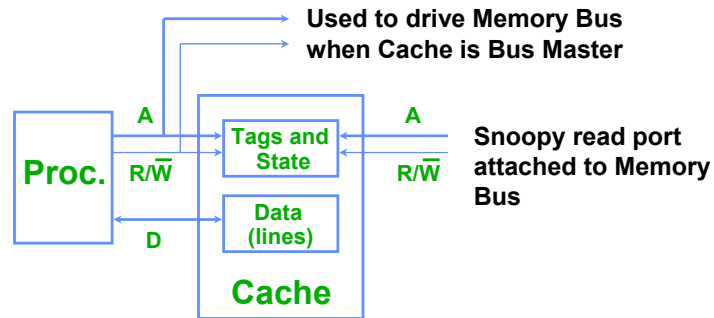 Used to drive Memory Bus
when Cache is Bus Master
A
R/W̅
Proc.
D
Tags and
State
Data
(lines)
Cache
A
R/W̅
Snoopy read port
attached to Memory
Bus